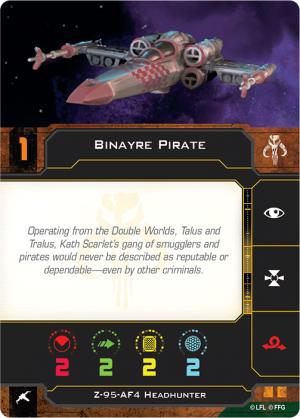 1 BINAYRE PIRATE
Operating from the Double Worlds, Talus and
Tralus, Kath Scarlet's gang of smugglers and
pirates would never be described as reputable or
dependable—even by other criminals.
2 2 2 2
Z-95-AF4 HEADHUNTER
© LFL © FFG